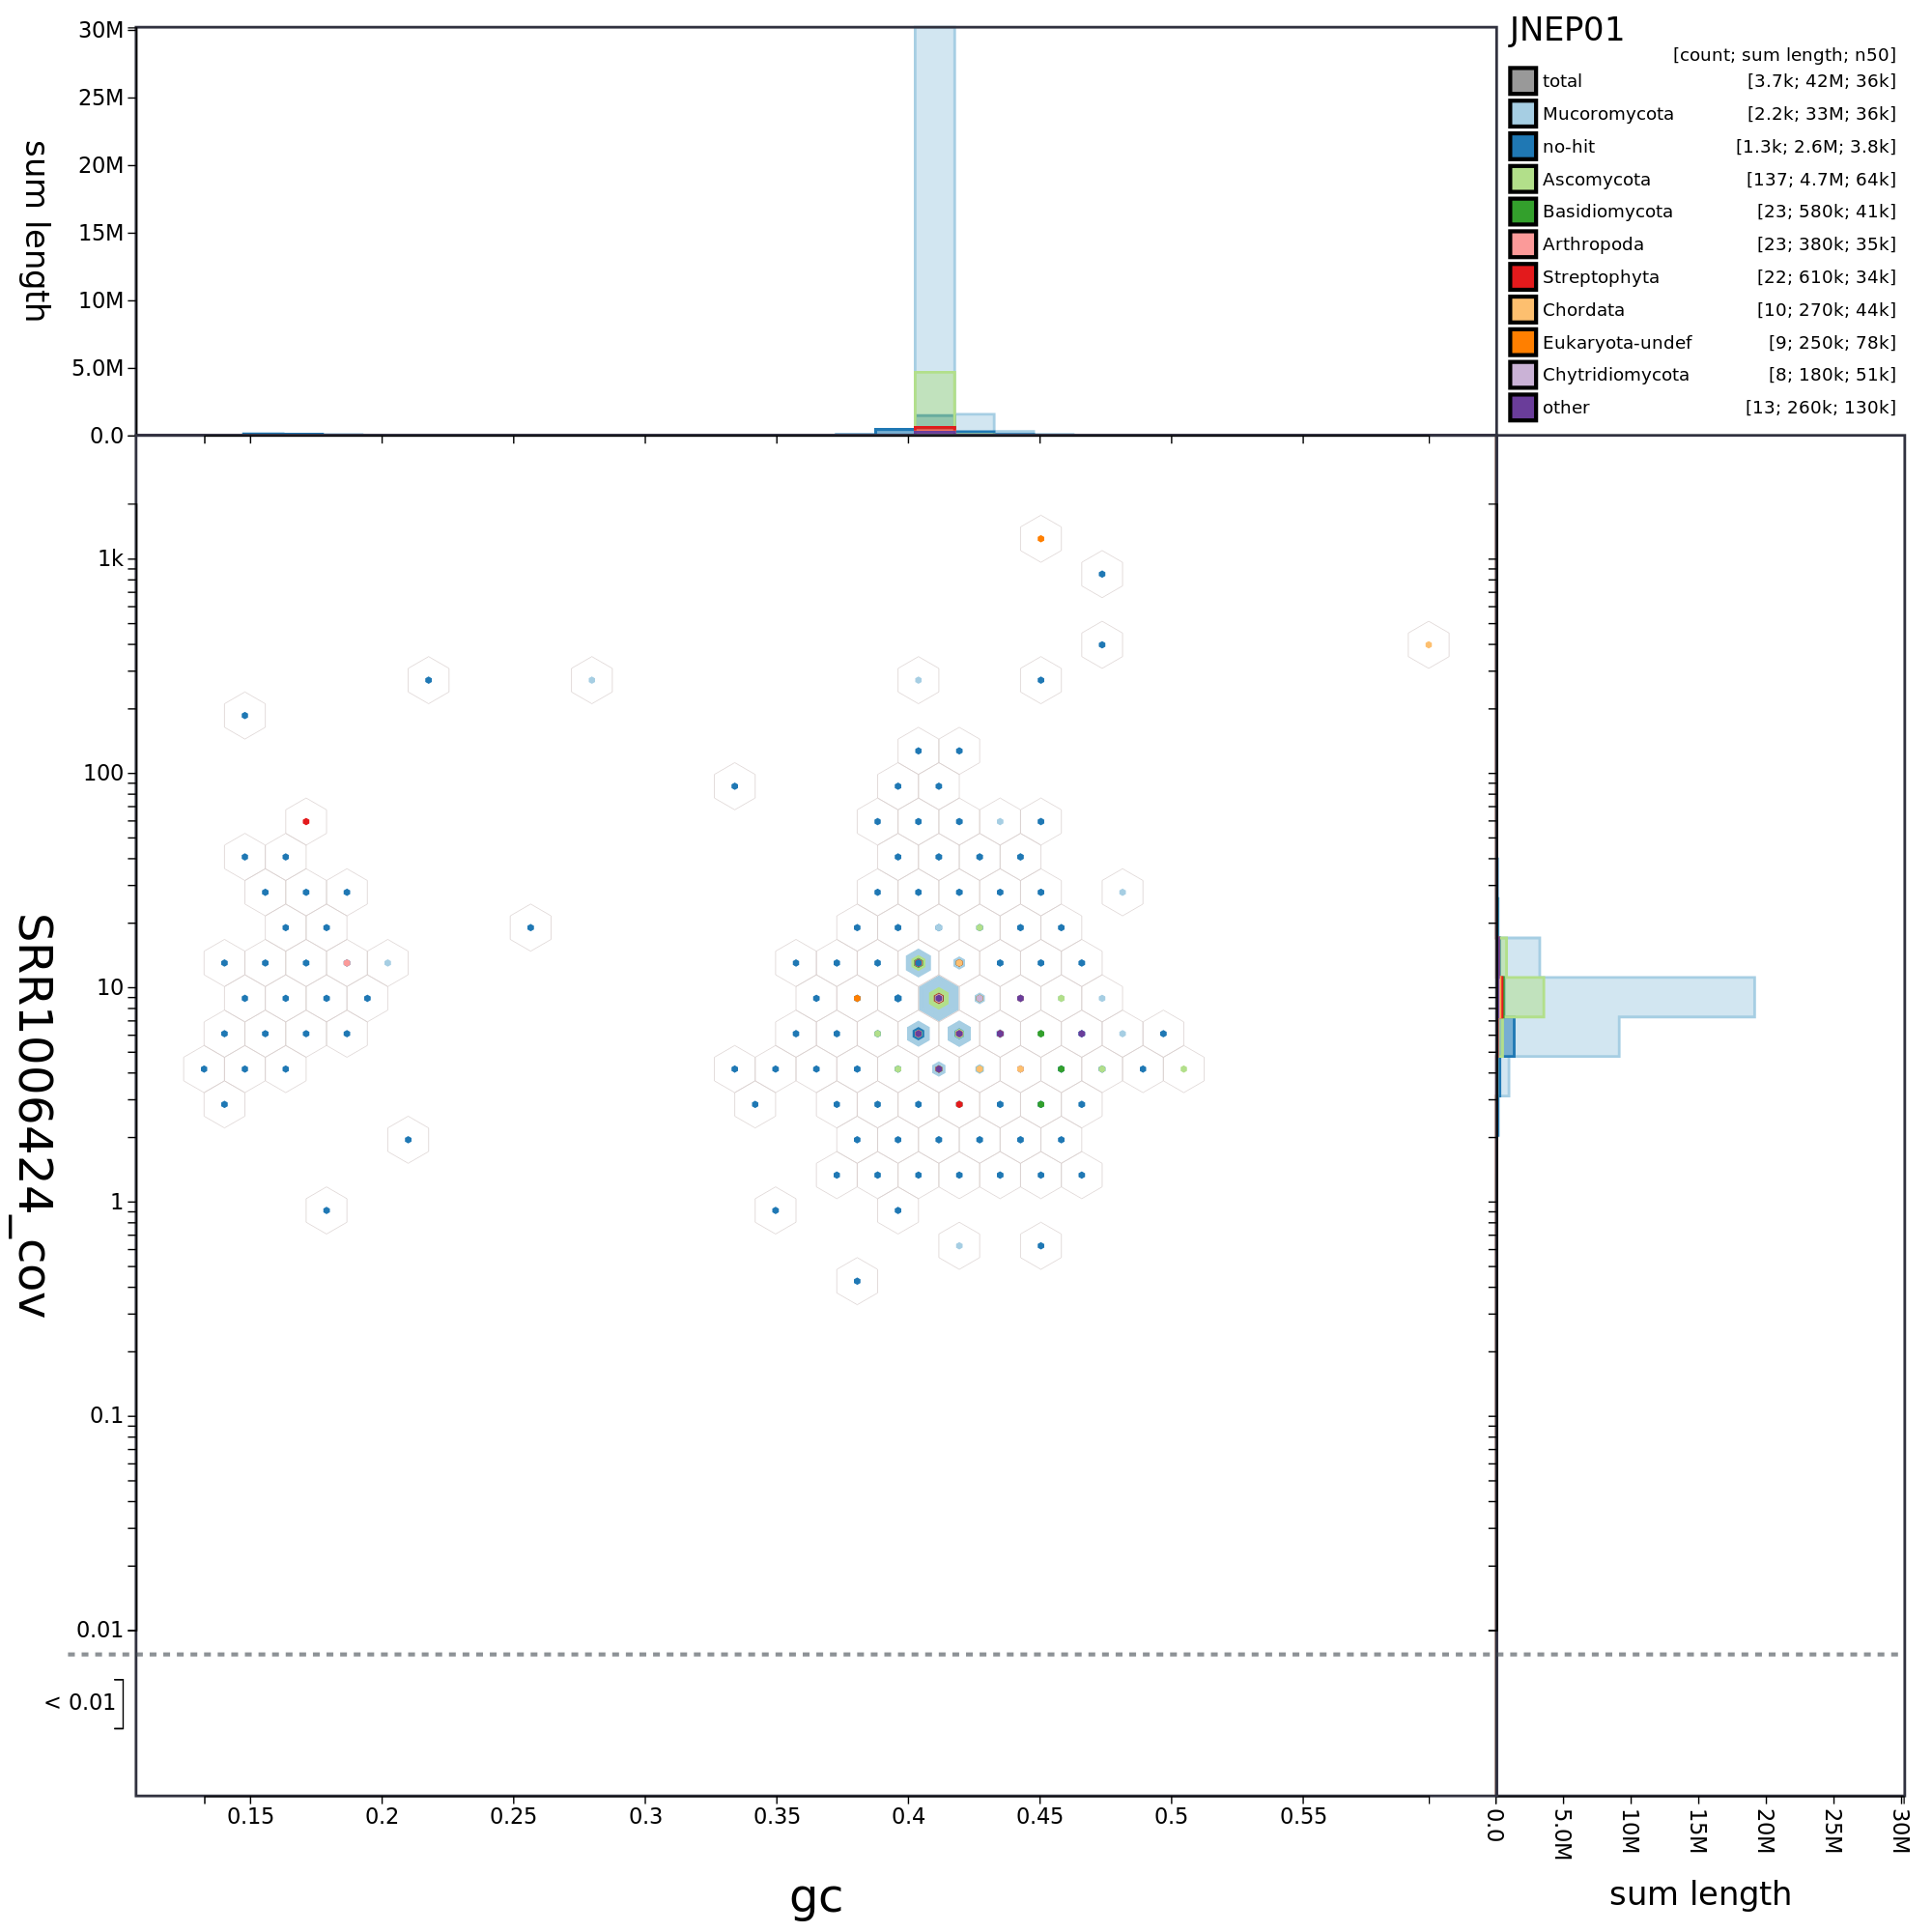 JNEP01
[count; sum length; n50]
total [3.7k; 42M; 36k]
Mucoromycota [2.2k; 33M; 36k]
no-hit [1.3k; 2.6M; 3.8k]
Ascomycota [137; 4.7M; 64k]
Basidiomycota [23; 580k; 41k]
Arthropoda [23; 380k; 35k]
Streptophyta [22; 610k; 34k]
Chordata [10; 270k; 44k]
Eukaryota-undef [9; 250k; 78k]
Chytridiomycota [8; 180k; 51k]
other [13; 260k; 130k]
30M
25M
20M
15M
10M
5.0M
0.0
sum length
1k
100
10
1
0.1
0.01
< 0.01
SRR1006424_cov
0.15 0.2 0.25 0.3 0.35 0.4 0.45 0.5 0.55
gc
0.0 5.0M 10M 15M 20M 25M 30M
sum length